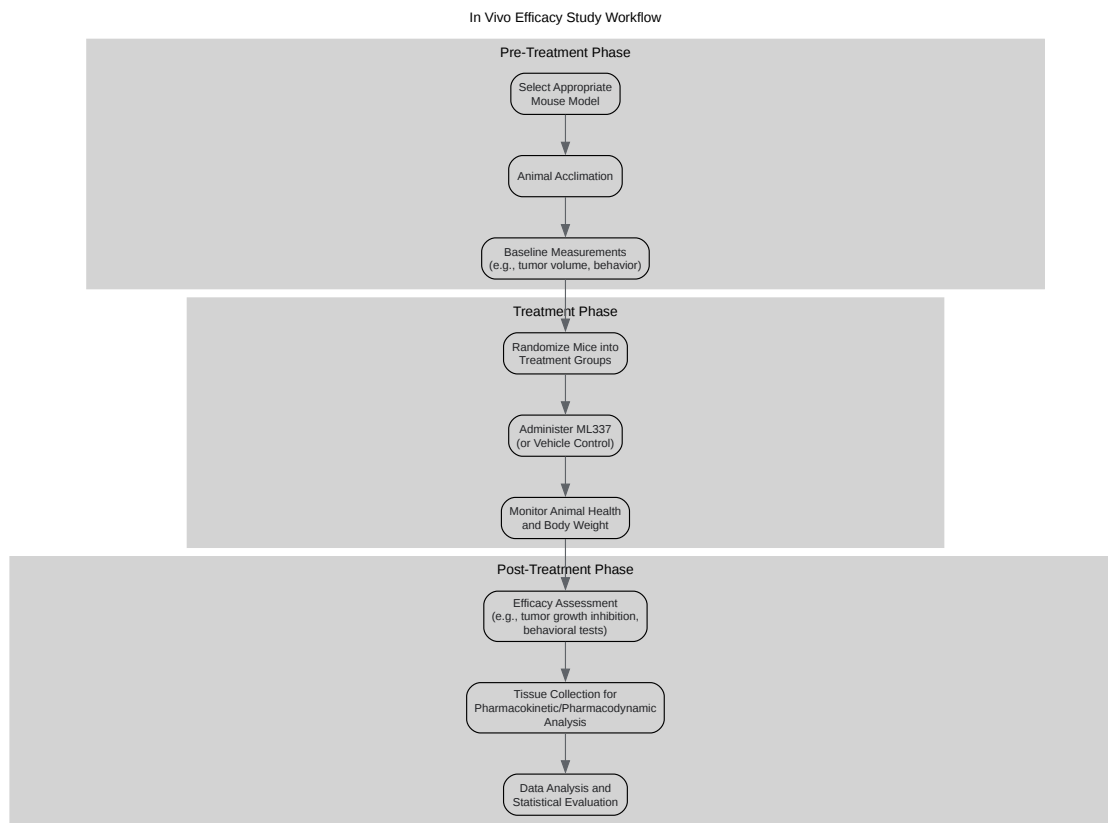 In Vivo Efficacy Study Workflow
Pre-Treatment Phase
Select Appropriate
Mouse Model
Animal Acclimation
Baseline Measurements
(e.g., tumor volume, behavior)
Treatment Phase
Randomize Mice into
Treatment Groups
Administer ML337
(or Vehicle Control)
Monitor Animal Health
and Body Weight
Post-Treatment Phase
Efficacy Assessment
(e.g., tumor growth inhibition,
behavioral tests)
Tissue Collection for
Pharmacokinetic/Pharmacodynamic
Analysis
Data Analysis and
Statistical Evaluation